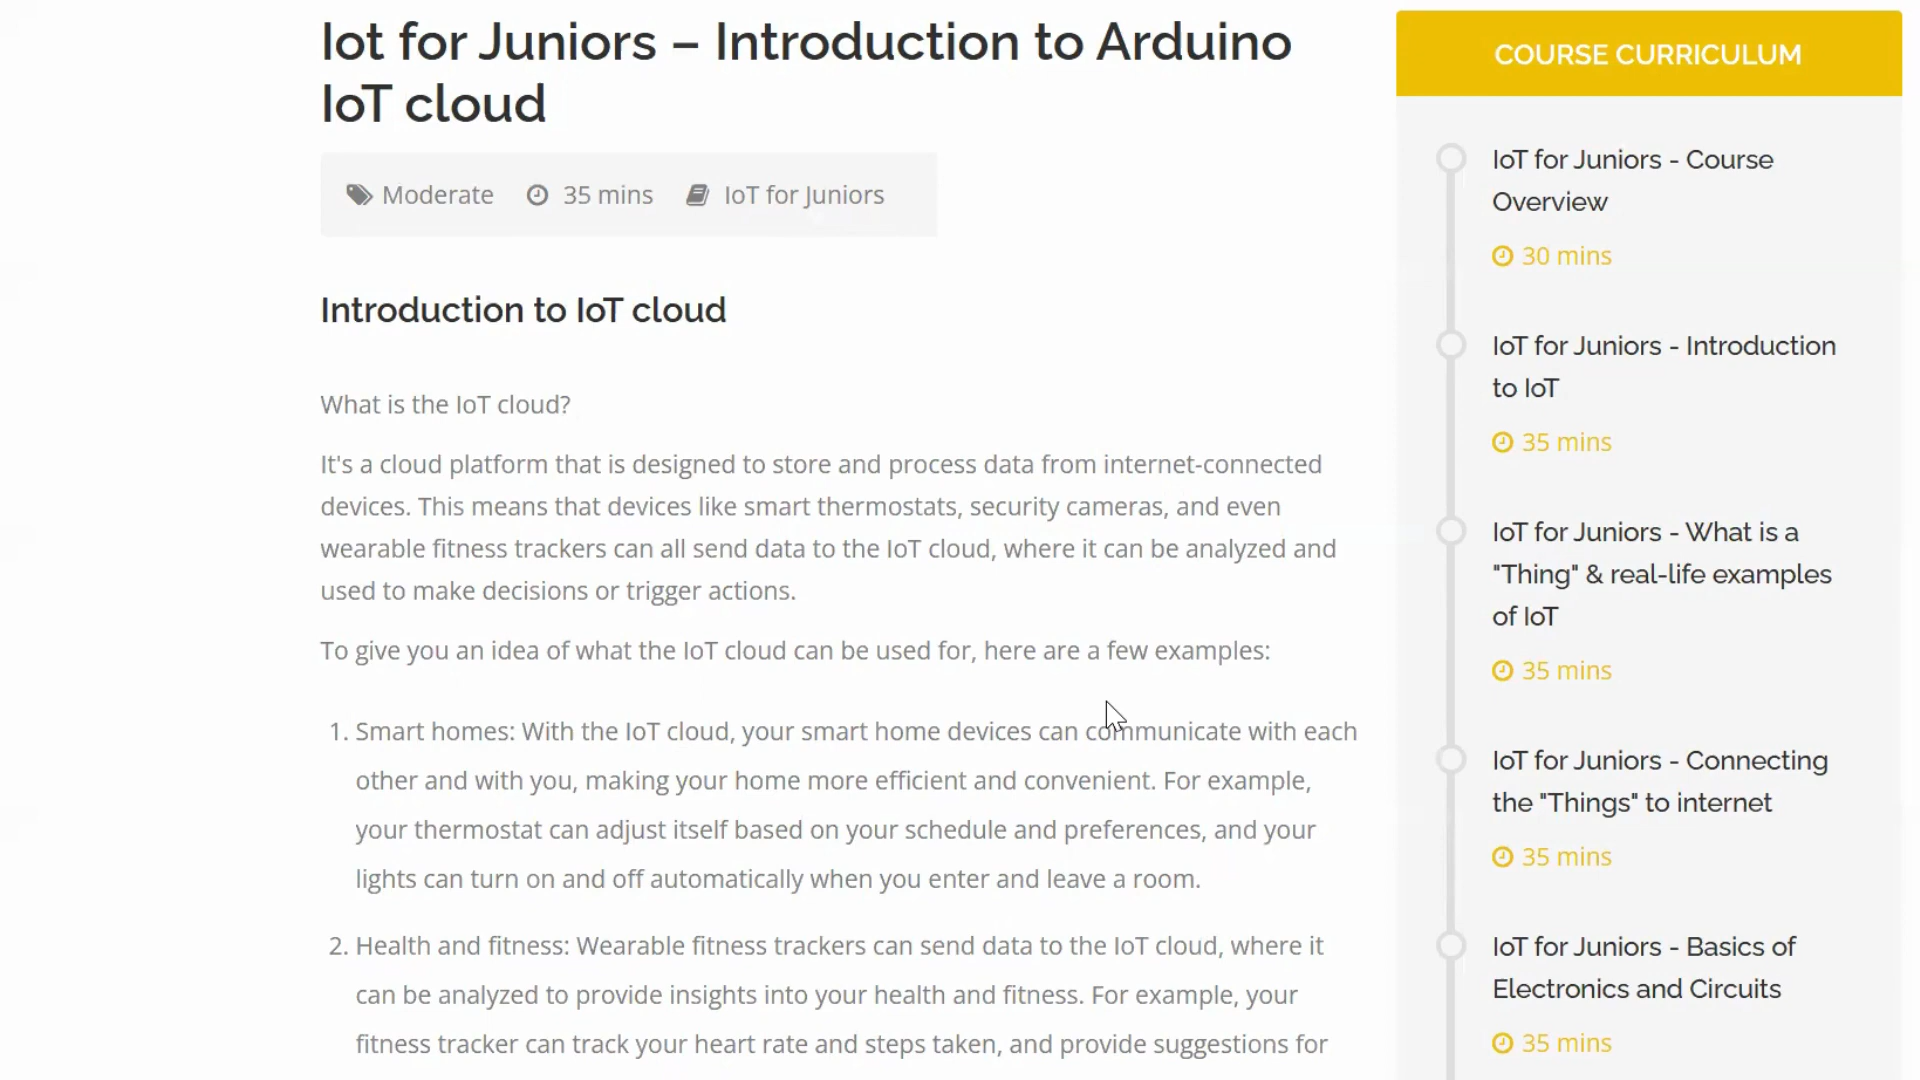 Iot for Juniors – Introduction to Arduino
IoT cloud
Moderate 35 mins IoT for Juniors
Introduction to IoT cloud
What is the IoT cloud?
It's a cloud platform that is designed to store and process data from internet-connected
devices. This means that devices like smart thermostats, security cameras, and even
wearable fitness trackers can all send data to the IoT cloud, where it can be analyzed and
used to make decisions or trigger actions.
To give you an idea of what the IoT cloud can be used for, here are a few examples:
1. Smart homes: With the IoT cloud, your smart home devices can communicate with each
other and with you, making your home more efficient and convenient. For example,
your thermostat can adjust itself based on your schedule and preferences, and your
lights can turn on and off automatically when you enter and leave a room.
2. Health and fitness: Wearable fitness trackers can send data to the IoT cloud, where it
can be analyzed to provide insights into your health and fitness. For example, your
fitness tracker can track your heart rate and steps taken, and provide suggestions for
COURSE CURRICULUM
IoT for Juniors - Course
Overview
30 mins
IoT for Juniors - Introduction
to IoT
35 mins
IoT for Juniors - What is a
"Thing" & real-life examples
of IoT
35 mins
IoT for Juniors - Connecting
the "Things" to internet
35 mins
IoT for Juniors - Basics of
Electronics and Circuits
35 mins